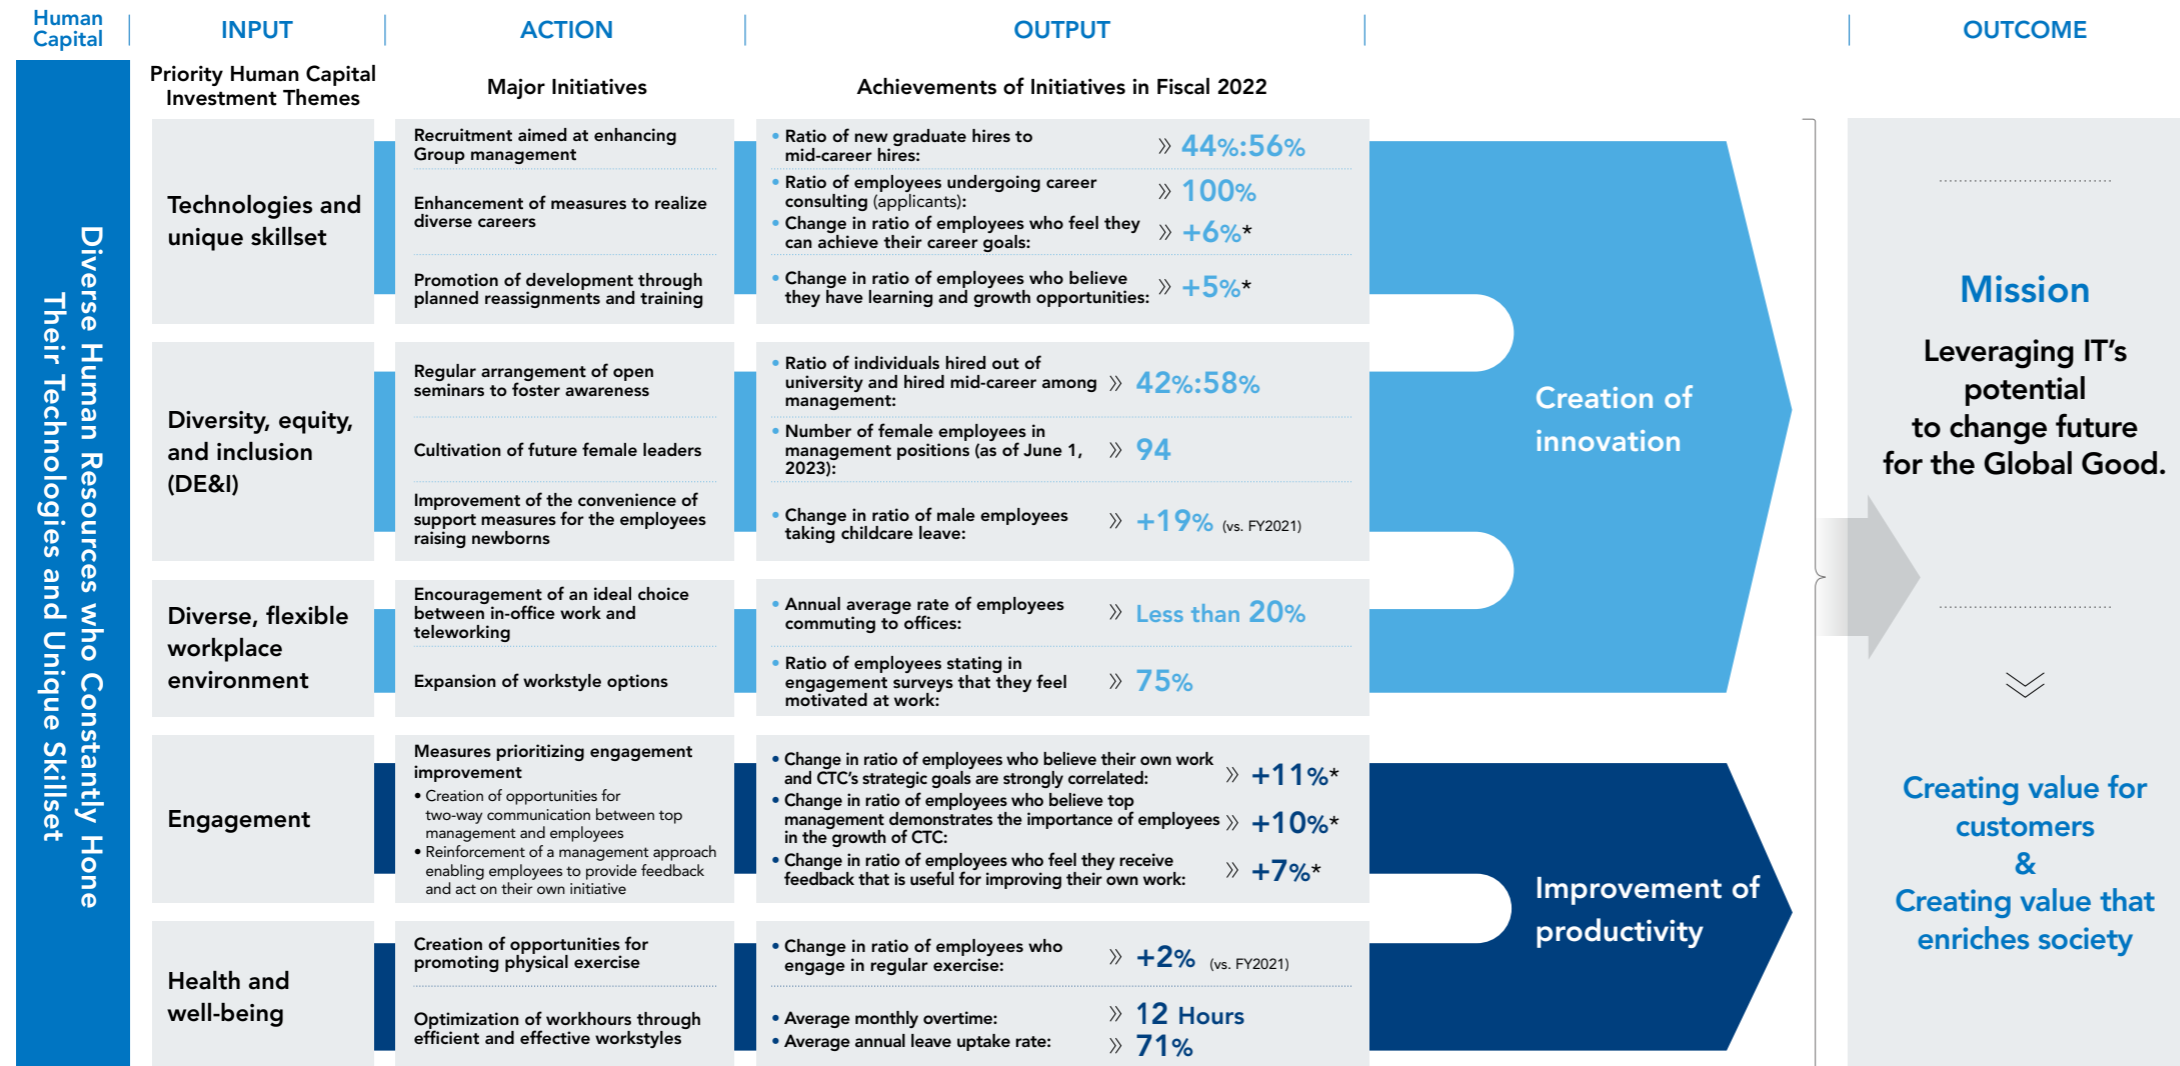 Human
Capital
INPUT
ACTION
OUTPUT
OUTCOME
Priority Human Capital
Investment Themes
Major Initiatives
Achievements of Initiatives in Fiscal 2022
Diverse Human Resources who Constantly Hone
Their Technologies and Unique Skillset
Technologies and
unique skillset
Recruitment aimed at enhancing
Group management
Enhancement of measures to realize
diverse careers
Promotion of development through
planned reassignments and training
• Ratio of new graduate hires to
mid-career hires:
» 44%:56%
• Ratio of employees undergoing career
consulting (applicants):
» 100%
• Change in ratio of employees who feel they
can achieve their career goals:
» +6%*
• Change in ratio of employees who believe
they have learning and growth opportunities:
» +5%*
Diversity, equity,
and inclusion
(DE&I)
Regular arrangement of open
seminars to foster awareness
Cultivation of future female leaders
Improvement of the convenience of
support measures for the employees
raising newborns
• Ratio of individuals hired out of
university and hired mid-career among
management:
» 42%:58%
• Number of female employees in
management positions (as of June 1,
2023):
» 94
• Change in ratio of male employees
taking childcare leave:
» +19% (vs. FY2021)
Diverse, flexible
workplace
environment
Encouragement of an ideal choice
between in-office work and
teleworking
Expansion of workstyle options
• Annual average rate of employees
commuting to offices:
» Less than 20%
• Ratio of employees stating in
engagement surveys that they feel
motivated at work:
» 75%
Engagement
Measures prioritizing engagement
improvement
• Creation of opportunities for
two-way communication between top
management and employees
• Reinforcement of a management approach
enabling employees to provide feedback
and act on their own initiative
• Change in ratio of employees who believe their own work
and CTC's strategic goals are strongly correlated:
» +11%*
• Change in ratio of employees who believe top
management demonstrates the importance of employees
in the growth of CTC:
» +10%*
• Change in ratio of employees who feel they receive
feedback that is useful for improving their own work:
» +7%*
Health and
well-being
Creation of opportunities for
promoting physical exercise
Optimization of workhours through
efficient and effective workstyles
• Change in ratio of employees who
engage in regular exercise:
» +2% (vs. FY2021)
• Average monthly overtime:
» 12 Hours
• Average annual leave uptake rate:
» 71%
Creation of
innovation
Improvement of
productivity
Mission
Leveraging IT's
potential
to change future
for the Global Good.
Creating value for
customers
&
Creating value that
enriches society